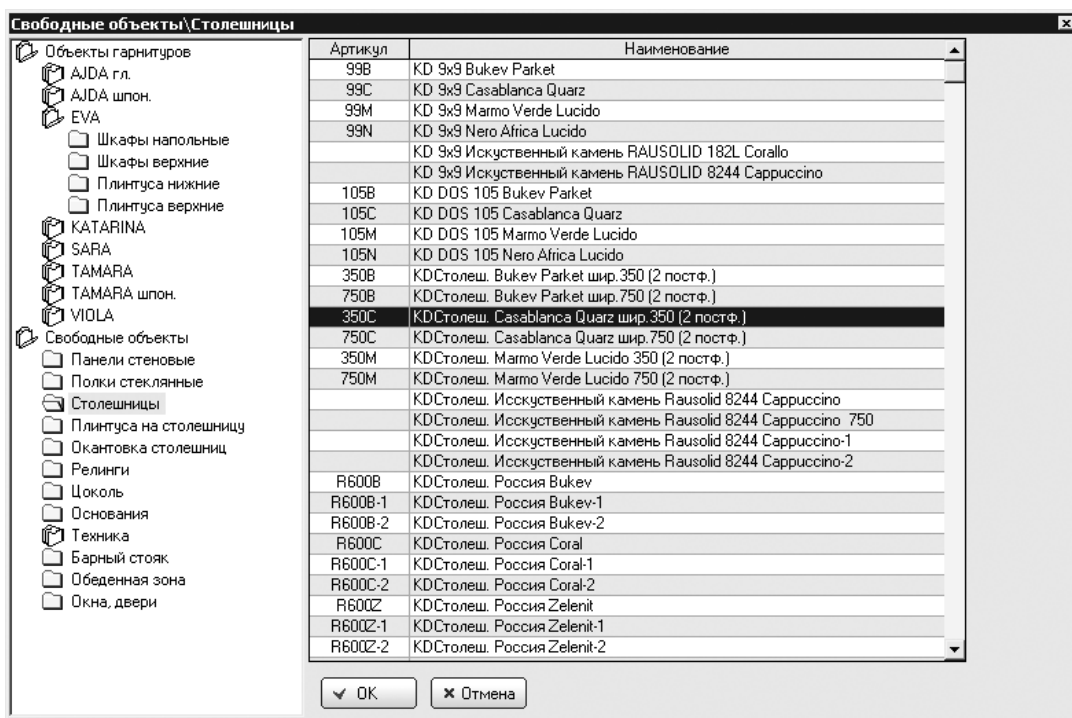 Свободные объекты\Столешницы
Объекты гарнитуров
AJDA гл.
AJDA шпон.
EVA
Шкафы напольные
Шкафы верхние
Плинтуса нижние
Плинтуса верхние
KATARINA
SARA
TAMARA
TAMARA шпон.
VIOLA
Свободные объекты
Панели стеновые
Полки стеклянные
Столешницы
Плинтуса на столешницу
Окантовка столешниц
Релинги
Цоколь
Основания
Техника
Барный стояк
Обеденная зона
Окна, двери
Артикул Наименование
99B KD 9x9 Bukev Parket
99C KD 9x9 Casablanca Quarz
99M KD 9x9 Marmo Verde Lucido
99N KD 9x9 Nero Africa Lucido
KD 9x9 Искуственный камень RAUSOLID 182L Corallo
KD 9x9 Искуственный камень RAUSOLID 8244 Cappuccino
105B KD DOS 105 Bukev Parket
105C KD DOS 105 Casablanca Quarz
105M KD DOS 105 Marmo Verde Lucido
105N KD DOS 105 Nero Africa Lucido
350B KDСтолеш. Bukev Parket шир.350 (2 постф.)
750B KDСтолеш. Bukev Parket шир.750 (2 постф.)
350C KDСтолеш. Casablanca Quarz шир.350 (2 постф.)
750C KDСтолеш. Casablanca Quarz шир.750 (2 постф.)
350M KDСтолеш. Marmo Verde Lucido 350 (2 постф.)
750M KDСтолеш. Marmo Verde Lucido 750 (2 постф.)
KDСтолеш. Исскуственный камень Rausolid 8244 Cappuccino
KDСтолеш. Исскуственный камень Rausolid 8244 Cappuccino 750
KDСтолеш. Исскуственный камень Rausolid 8244 Cappuccino-1
KDСтолеш. Исскуственный камень Rausolid 8244 Cappuccino-2
R600B KDСтолеш. Россия Bukev
R600B-1 KDСтолеш. Россия Bukev-1
R600B-2 KDСтолеш. Россия Bukev-2
R600C KDСтолеш. Россия Coral
R600C-1 KDСтолеш. Россия Coral-1
R600C-2 KDСтолеш. Россия Coral-2
R600Z KDСтолеш. Россия Zelenit
R600Z-1 KDСтолеш. Россия Zelenit-1
R600Z-2 KDСтолеш. Россия Zelenit-2
OK Отмена